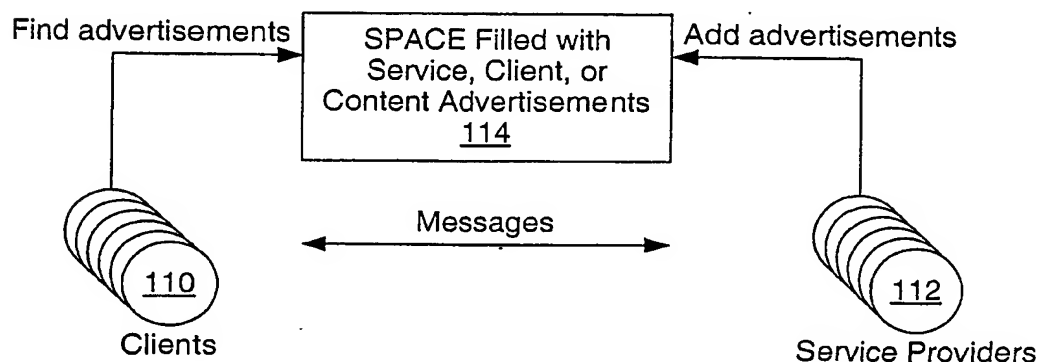 Find advertisements
SPACE Filled with
Service, Client, or
Content Advertisements
114
Add advertisements
Messages
110
Clients
112
Service Providers